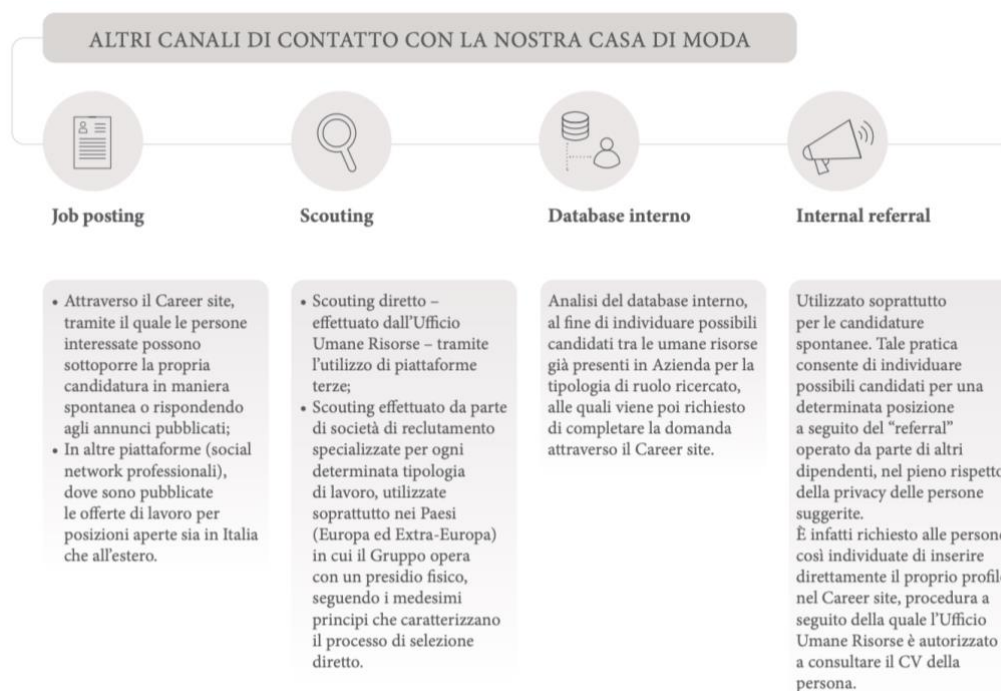 ALTRI CANALI DI CONTATTO CON LA NOSTRA CASA DI MODA
Job posting
• Attraverso il Career site,
tramite il quale le persone
interessate possono
sottoporre la propria
candidatura in maniera
spontanea o rispondendo
agli annunci pubblicati;
• In altre piattaforme (social
network professionali),
dove sono pubblicate
le offerte di lavoro per
posizioni aperte sia in Italia
che all'estero.
Scouting
• Scouting diretto –
effettuato dall'Ufficio
Umane Risorse – tramite
l'utilizzo di piattaforme
terze;
• Scouting effettuato da parte
di società di reclutamento
specializzate per ogni
determinata tipologia
di lavoro, utilizzate
soprattutto nei Paesi
(Europa ed Extra-Europa)
in cui il Gruppo opera
con un presidio fisico,
seguendo i medesimi
principi che caratterizzano
il processo di selezione
diretto.
Database interno
Analisi del database interno,
al fine di individuare possibili
candidati tra le umane risorse
già presenti in Azienda per la
tipologia di ruolo ricercato,
alle quali viene poi richiesto
di completare la domanda
attraverso il Career site.
Internal referral
Utilizzato soprattutto
per le candidature
spontanee. Tale pratica
consente di individuare
possibili candidati per una
determinata posizione
a seguito del “referral”
operato da parte di altri
dipendenti, nel pieno rispetto
della privacy delle persone
suggerite.
È infatti richiesto alle persone
così individuate di inserire
direttamente il proprio profilo
nel Career site, procedura a
seguito della quale l'Ufficio
Umane Risorse è autorizzato
a consultare il CV della
persona.